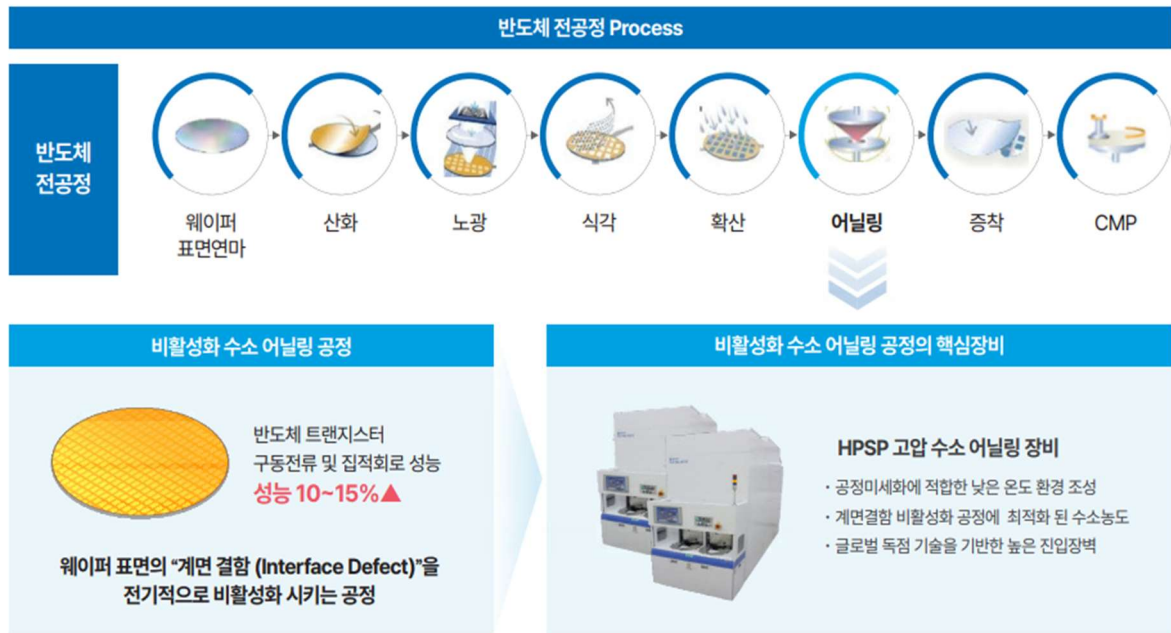 반도체 전공정 Process
반도체
전공정
웨이퍼
표면연마
산화
노광
식각
확산
어닐링
증착
CMP
비활성화 수소 어닐링 공정
반도체 트랜지스터
구동전류 및 집적회로 성능
성능 10~15%▲
웨이퍼 표면의 “계면 결함 (Interface Defect)”을
전기적으로 비활성화 시키는 공정
비활성화 수소 어닐링 공정의 핵심장비
HPSP 고압 수소 어닐링 장비
· 공정미세화에 적합한 낮은 온도 환경 조성
· 계면결함 비활성화 공정에 최적화 된 수소농도
· 글로벌 독점 기술을 기반한 높은 진입장벽